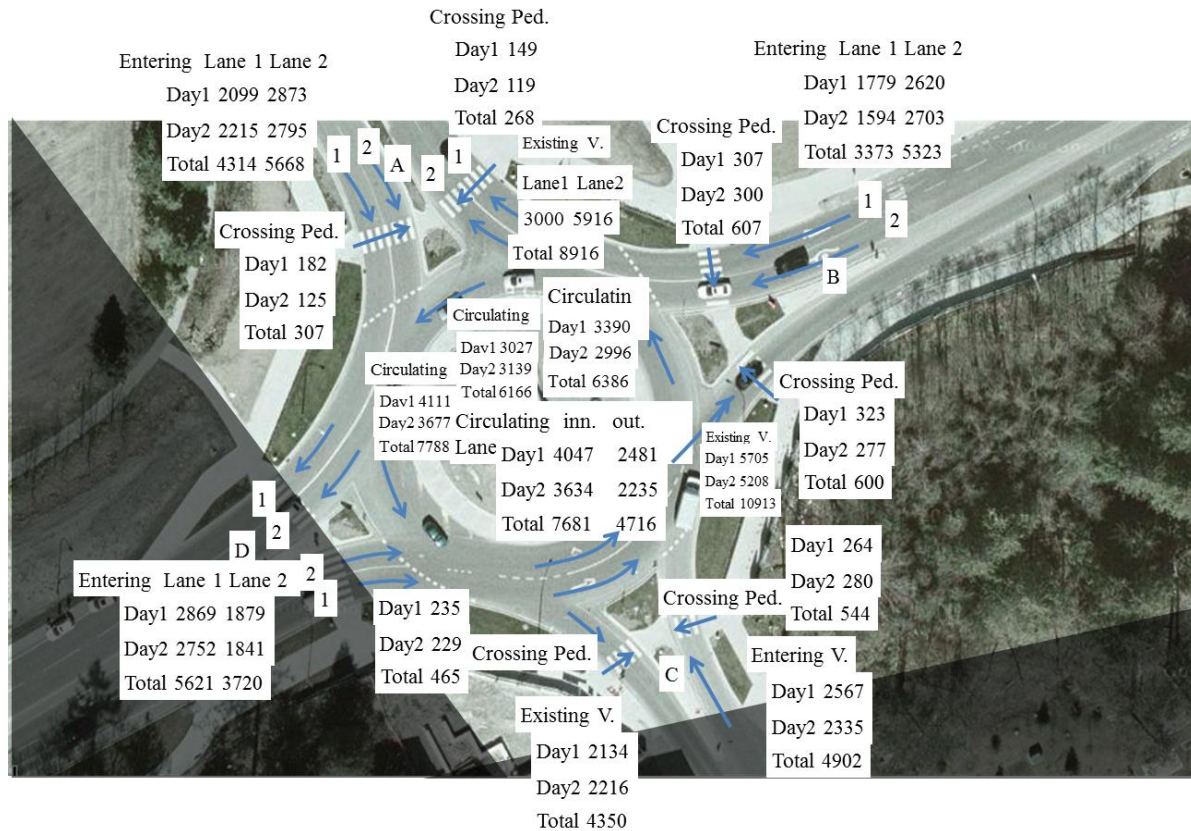 Crossing Ped.
Day1 149
Day2 119
Total 268
Entering Lane 1 Lane 2
Day1 2099 2873
Day2 2215 2795
Total 4314 5668
Entering Lane 1 Lane 2
Day1 1779 2620
Day2 1594 2703
Total 3373 5323
1
2
A
2
1
Existing V.
Lane1 Lane2
3000 5916
Total 8916
Crossing Ped.
Day1 307
Day2 300
Total 607
1
2
B
Crossing Ped.
Day1 182
Day2 125
Total 307
Circulating
Day1 3027
Day2 3139
Total 6166
Circulatin
Day1 3390
Day2 2996
Total 6386
Circulating
Day1 4111
Day2 3677
Total 7788
Circulating inn. out.
Lane
Day1 4047 2481
Day2 3634 2235
Total 7681 4716
Existing V.
Day1 5705
Day2 5208
Total 10913
Crossing Ped.
Day1 323
Day2 277
Total 600
1
2
D
2
1
Entering Lane 1 Lane 2
Day1 2869 1879
Day2 2752 1841
Total 5621 3720
Day1 235
Day2 229
Total 465
Crossing Ped.
Crossing Ped.
Day1 264
Day2 280
Total 544
C
Entering V.
Day1 2567
Day2 2335
Total 4902
Existing V.
Day1 2134
Day2 2216
Total 4350